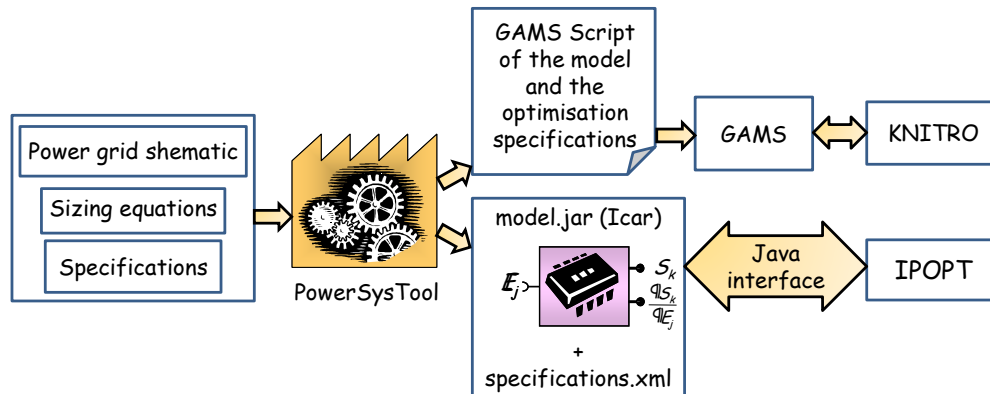 Power grid shematic
Sizing equations
Specifications
PowerSysTool
GAMS Script
of the model
and the
optimisation
specifications
GAMS
KNITRO
model.jar (Icar)
E_j
S_k
¶S_k
¶E_j
+
specifications.xml
Java
interface
IPOPT